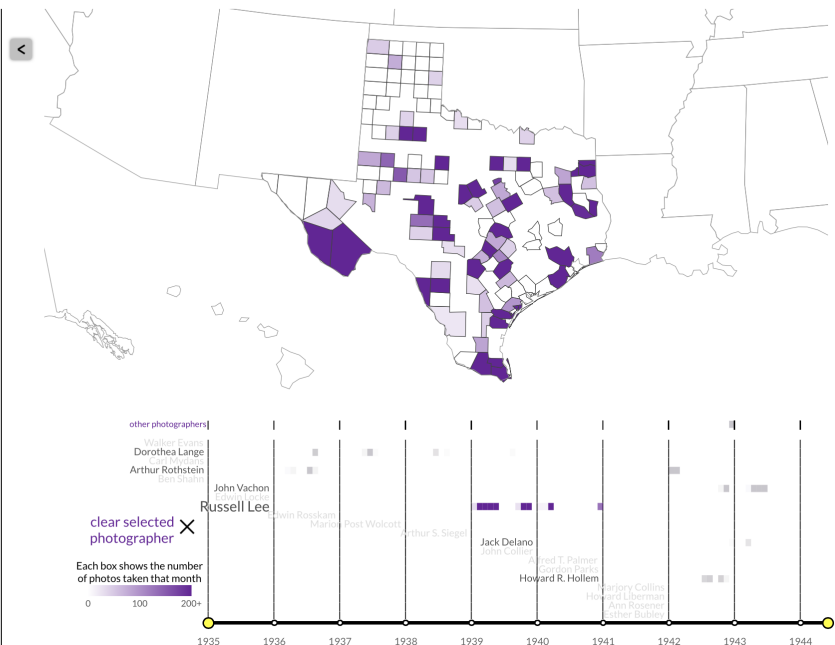 <
other photographers
Walker Evans
Dorothea Lange
Carl Mydans
Arthur Rothstein
Ben Shahn
John Vachon
Edwin Locke
Russell Lee
Edwin Rosskam
Marion Post Wolcott
clear selected
photographer
Arthur S. Siegel
Jack Delano
John Collier
Alfred T. Palmer
Gordon Parks
Howard R. Hollem
Marjory Collins
Howard Liberman
Ann Rosener
Esther Bubley
Each box shows the number
of photos taken that month
0 100 200+
1935 1936 1937 1938 1939 1940 1941 1942 1943 1944